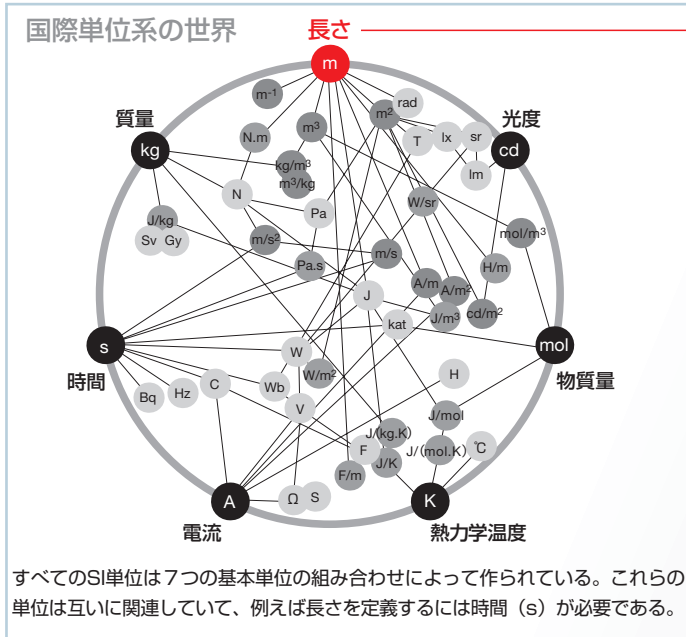 国際単位系の世界
長さ
m
質量
kg
光度
cd
m⁻¹
N.m
m³
m²
rad
T
lx
sr
lm
kg/m³
m³/kg
N
Pa
W/sr
J/kg
Sv
Gy
m/s²
Pa.s
m/s
mol/m³
H/m
J
A/m
A/m²
J/m³
cd/m²
kat
s
時間
mol
物質量
W
W/m²
Wb
V
H
Bq
Hz
C
J/mol
J/(kg.K)
J/(mol.K)
℃
F
F/m
J/K
A
電流
Ω
S
K
熱力学温度
すべてのSI単位は７つの基本単位の組み合わせによって作られている。これらの
単位は互いに関連していて、例えば長さを定義するには時間（s）が必要である。